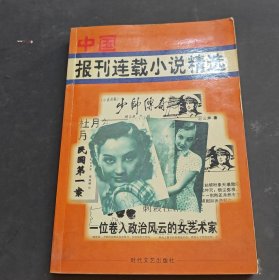 中国
报刊连载小说精选
少帅传奇
民国第一案
一位卷入政治风云的女艺术家
时代文艺出版社